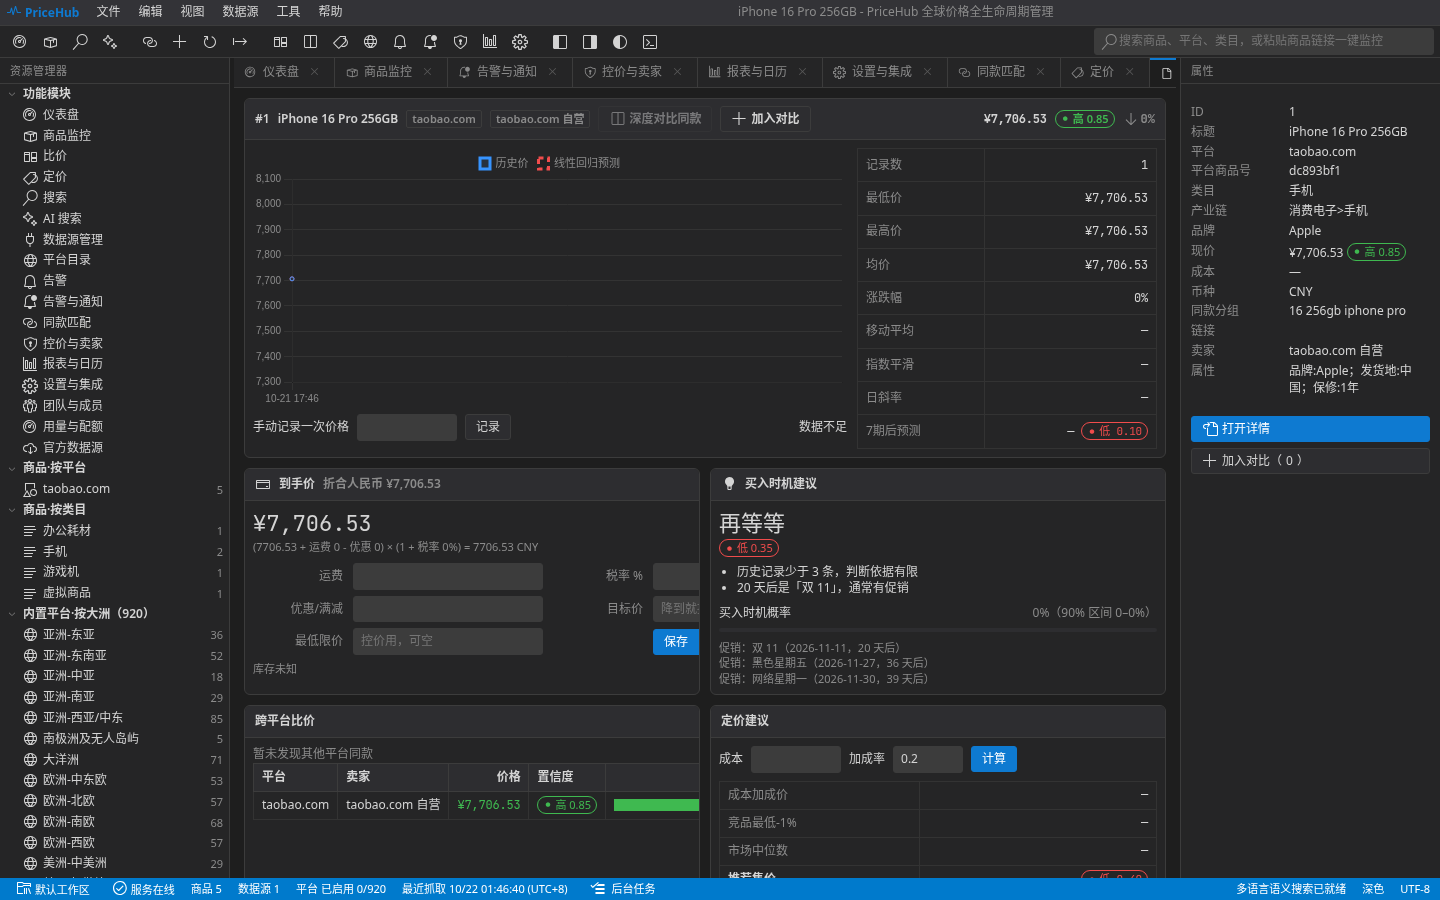 PriceHub 文件 编辑 视图 数据源 工具 帮助 iPhone 16 Pro 256GB - PriceHub 全球价格全生命周期管理
搜索商品、平台、类目，或粘贴商品链接一键监控
资源管理器
功能模块
仪表盘
商品监控
比价
定价
搜索
AI 搜索
数据源管理
平台目录
告警
告警与通知
同款匹配
控价与卖家
报表与日历
设置与集成
团队与成员
用量与配额
官方数据源
商品·按平台
taobao.com 5
商品·按类目
办公耗材 1
手机 2
游戏机 1
虚拟商品 1
内置平台·按大洲（920）
亚洲-东亚 36
亚洲-东南亚 52
亚洲-中亚 18
亚洲-南亚 29
亚洲-西亚/中东 85
南极洲及无人岛屿 5
大洋洲 71
欧洲-中东欧 53
欧洲-北欧 57
欧洲-南欧 68
欧洲-西欧 57
美洲-中美洲 29
仪表盘 商品监控 告警与通知 控价与卖家 报表与日历 设置与集成 同款匹配 定价
#1 iPhone 16 Pro 256GB taobao.com taobao.com 自营 深度对比同款 加入对比 ¥7,706.53 高 0.85 0%
历史价 线性回归预测
8,100
8,000
7,900
7,800
7,700
7,600
7,500
7,400
7,300
10-21 17:46
手动记录一次价格 记录 数据不足
记录数 1
最低价 ¥7,706.53
最高价 ¥7,706.53
均价 ¥7,706.53
涨跌幅 0%
移动平均 —
指数平滑 —
日斜率 —
7期后预测 — 低 0.10
到手价 折合人民币 ¥7,706.53
¥7,706.53
(7706.53 + 运费 0 - 优惠 0) × (1 + 税率 0%) = 7706.53 CNY
运费 税率 %
优惠/满减 目标价 降到就
最低限价 控价用，可空 保存
库存未知
买入时机建议
再等等
低 0.35
历史记录少于 3 条，判断依据有限
20 天后是「双 11」，通常有促销
买入时机概率 0%（90% 区间 0–0%）
促销：双 11（2026-11-11，20 天后）
促销：黑色星期五（2026-11-27，36 天后）
促销：网络星期一（2026-11-30，39 天后）
跨平台比价
暂未发现其他平台同款
平台 卖家 价格 置信度
taobao.com taobao.com 自营 ¥7,706.53 高 0.85
定价建议
成本 加成率 0.2 计算
成本加成价 —
竞品最低-1% —
市场中位数 —
属性
ID 1
标题 iPhone 16 Pro 256GB
平台 taobao.com
平台商品号 dc893bf1
类目 手机
产业链 消费电子>手机
品牌 Apple
现价 ¥7,706.53 高 0.85
成本 —
币种 CNY
同款分组 16 256gb iphone pro
链接
卖家 taobao.com 自营
属性 品牌:Apple；发货地:中
国；保修:1年
打开详情
加入对比（ 0 ）
默认工作区 服务在线 商品 5 数据源 1 平台 已启用 0/920 最近抓取 10/22 01:46:40 (UTC+8) 后台任务 多语言语义搜索已就绪 深色 UTF-8